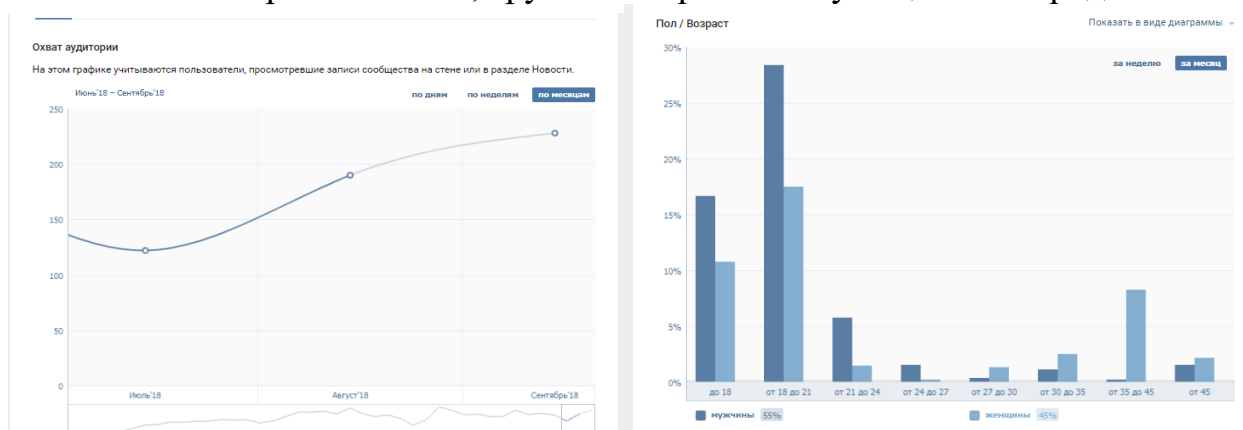 Охват аудитории
На этом графике учитываются пользователи, просмотревшие записи сообщества на стене или в разделе Новости.
Июнь'18 – Сентябрь'18
по дням по неделям по месяцам
250
200
150
100
50
0
Июль'18 Август'18 Сентябрь'18
Пол / Возраст Показать в виде диаграммы
за неделю за месяц
30%
25%
20%
15%
10%
5%
0%
до 18 от 18 до 21 от 21 до 24 от 24 до 27 от 27 до 30 от 30 до 35 от 35 до 45 от 45
мужчины 55% женщины 45%